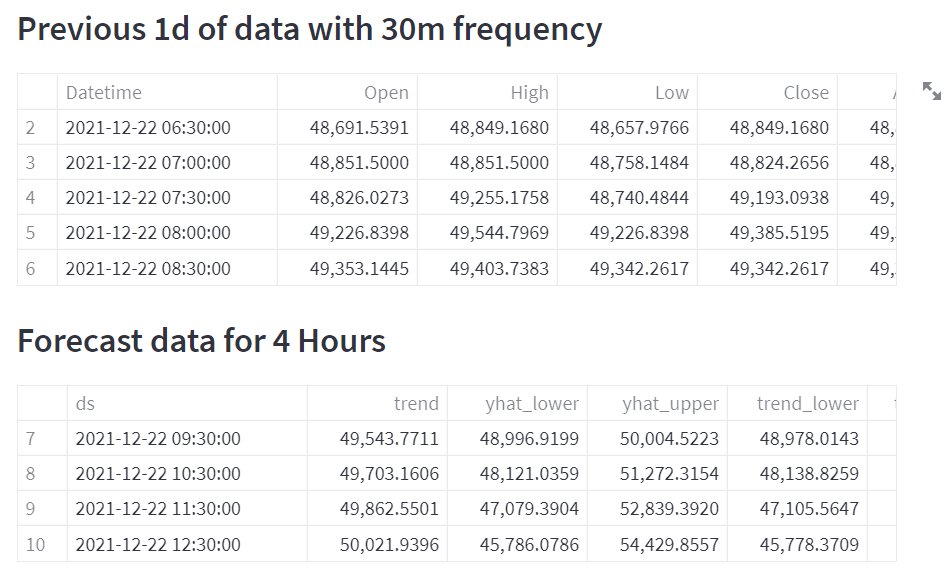 Previous 1d of data with 30m frequency
Datetime Open High Low Close
2 2021-12-22 06:30:00 48,691.5391 48,849.1680 48,657.9766 48,849.1680 48,
3 2021-12-22 07:00:00 48,851.5000 48,851.5000 48,758.1484 48,824.2656 48,
4 2021-12-22 07:30:00 48,826.0273 49,255.1758 48,740.4844 49,193.0938 49,
5 2021-12-22 08:00:00 49,226.8398 49,544.7969 49,226.8398 49,385.5195 49,
6 2021-12-22 08:30:00 49,353.1445 49,403.7383 49,342.2617 49,342.2617 49,
Forecast data for 4 Hours
ds trend yhat_lower yhat_upper trend_lower
7 2021-12-22 09:30:00 49,543.7711 48,996.9199 50,004.5223 48,978.0143
8 2021-12-22 10:30:00 49,703.1606 48,121.0359 51,272.3154 48,138.8259
9 2021-12-22 11:30:00 49,862.5501 47,079.3904 52,839.3920 47,105.5647
10 2021-12-22 12:30:00 50,021.9396 45,786.0786 54,429.8557 45,778.3709